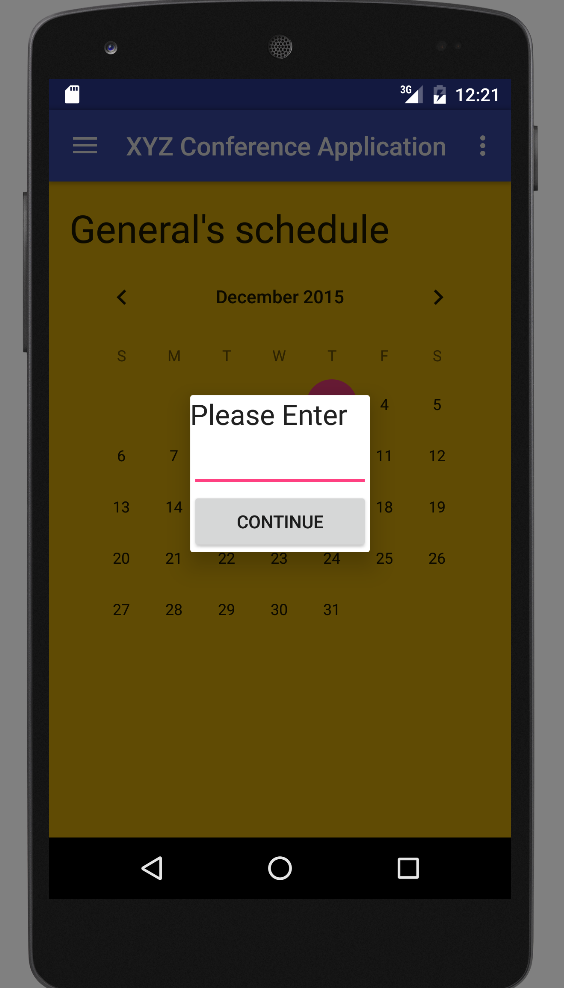 3G 12:21
XYZ Conference Application
General's schedule
December 2015
S M T W T F S
4 5
Please Enter
6 7 11 12
13 14 18 19
CONTINUE
20 21 22 23 24 25 26
27 28 29 30 31